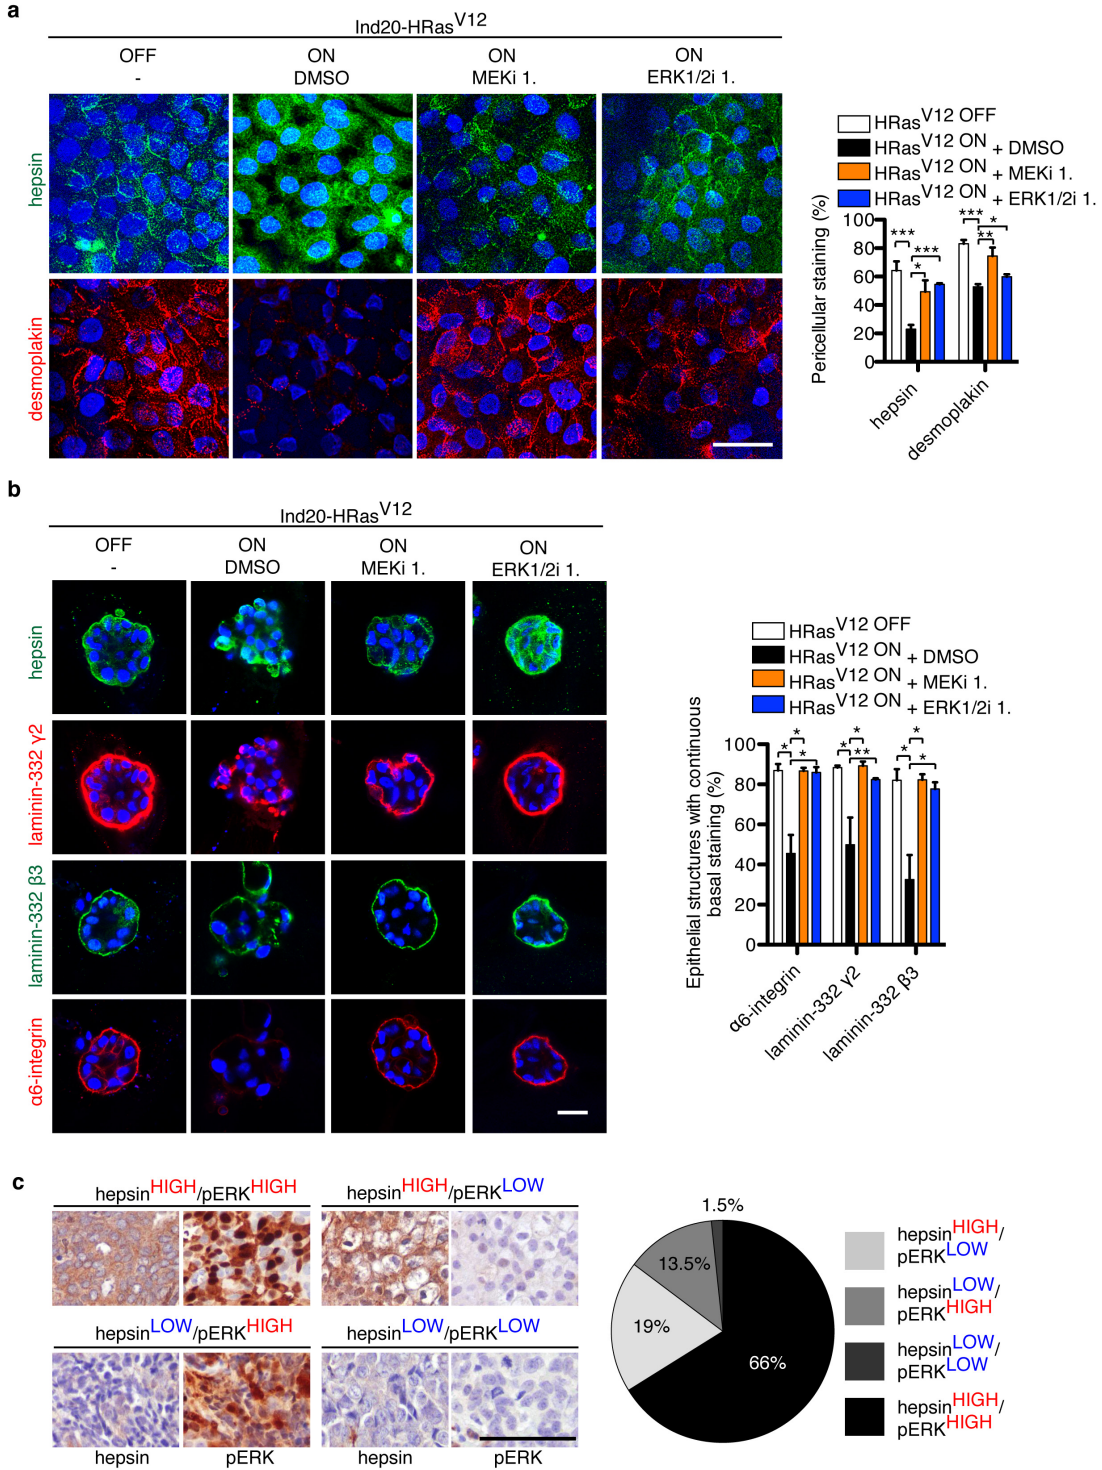 a
Ind20-HRasV12
OFF
-
ON
DMSO
ON
MEKi 1.
ON
ERK1/2i 1.
hepsin
desmoplakin
HRasV12 OFF
HRasV12 ON + DMSO
HRasV12 ON + MEKi 1.
HRasV12 ON + ERK1/2i 1.
Pericellular staining (%)
100
80
60
40
20
0
***
***
*
***
**
*
hepsin
desmoplakin
b
Ind20-HRasV12
OFF
-
ON
DMSO
ON
MEKi 1.
ON
ERK1/2i 1.
hepsin
laminin-332 γ2
laminin-332 β3
α6-integrin
HRasV12 OFF
HRasV12 ON + DMSO
HRasV12 ON + MEKi 1.
HRasV12 ON + ERK1/2i 1.
Epithelial structures with continuous
basal staining (%)
100
80
60
40
20
0
*
*
*
*
*
**
*
*
*
α6-integrin
laminin-332 γ2
laminin-332 β3
c
hepsinHIGH/pERKHIGH
hepsinHIGH/pERKLOW
hepsinLOW/pERKHIGH
hepsinLOW/pERKLOW
hepsin
pERK
hepsin
pERK
1.5%
13.5%
19%
66%
hepsinHIGH/
pERKLOW
hepsinLOW/
pERKHIGH
hepsinLOW/
pERKLOW
hepsinHIGH/
pERKHIGH